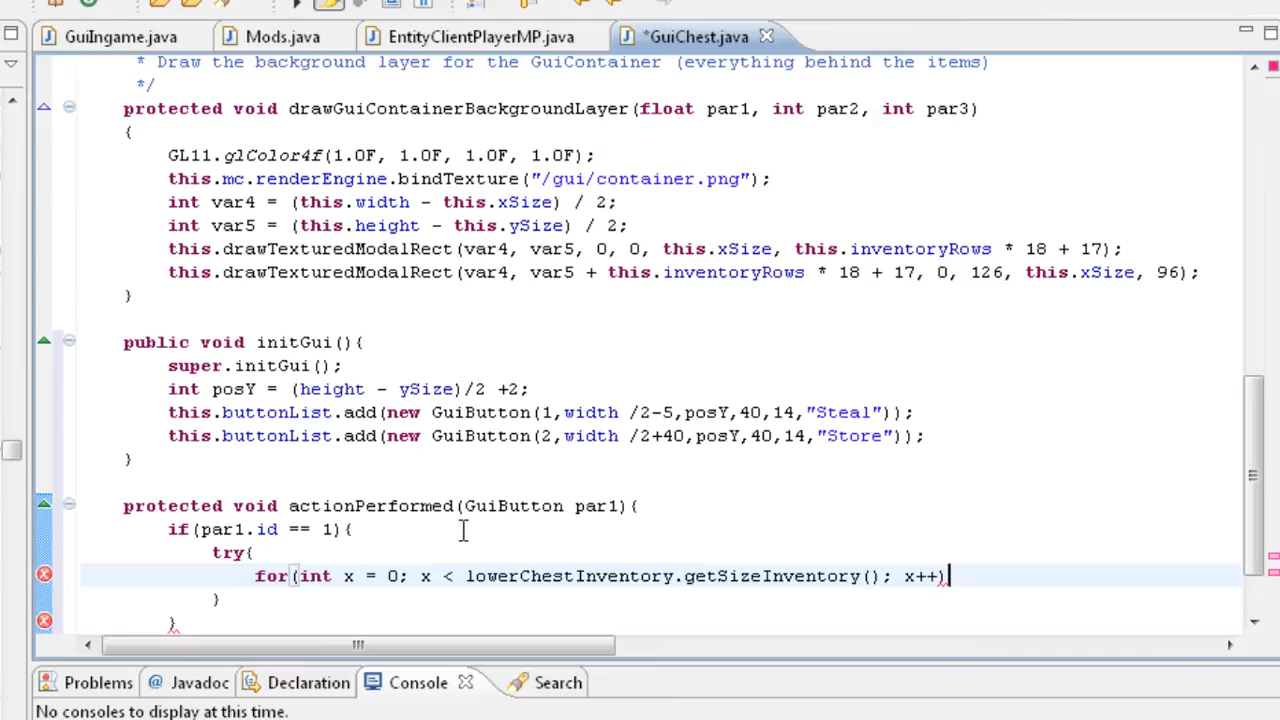 GuiIngame.java Mods.java EntityClientPlayerMP.java *GuiChest.java
* Draw the background layer for the GuiContainer (everything behind the items)
*/
protected void drawGuiContainerBackgroundLayer(float par1, int par2, int par3)
{
GL11.glColor4f(1.0F, 1.0F, 1.0F, 1.0F);
this.mc.renderEngine.bindTexture("/gui/container.png");
int var4 = (this.width - this.xSize) / 2;
int var5 = (this.height - this.ySize) / 2;
this.drawTexturedModalRect(var4, var5, 0, 0, this.xSize, this.inventoryRows * 18 + 17);
this.drawTexturedModalRect(var4, var5 + this.inventoryRows * 18 + 17, 0, 126, this.xSize, 96);
}
public void initGui(){
super.initGui();
int posY = (height - ySize)/2 +2;
this.buttonList.add(new GuiButton(1,width /2-5,posY,40,14,"Steal"));
this.buttonList.add(new GuiButton(2,width /2+40,posY,40,14,"Store"));
}
protected void actionPerformed(GuiButton par1){
if(par1.id == 1){
try{
for(int x = 0; x < lowerChestInventory.getSizeInventory(); x++)
}
}
Problems Javadoc Declaration Console Search
No consoles to display at this time.